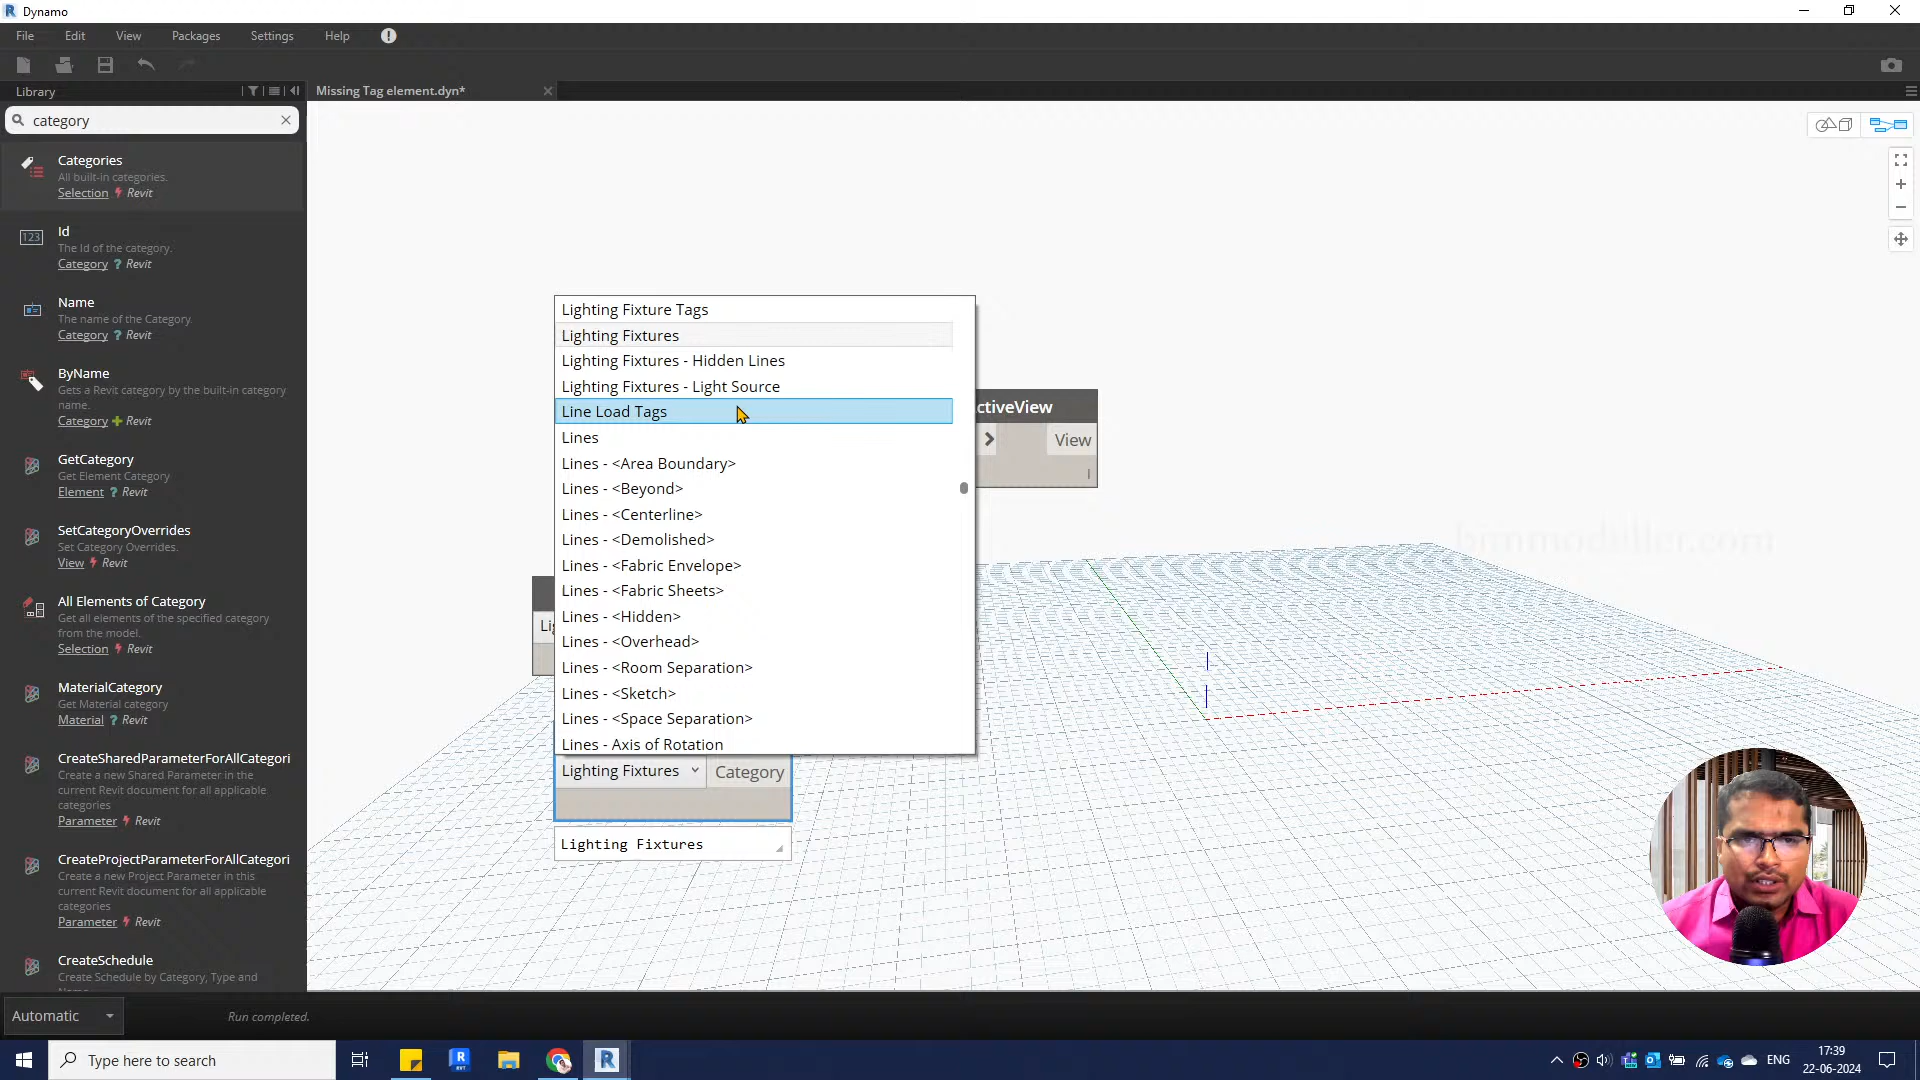 Dynamo
File Edit View Packages Settings Help
Library
Missing Tag element.dyn*
category
Categories
All built-in categories.
Selection Revit
123
Id
The Id of the category.
Category ? Revit
Name
The name of the Category.
Category ? Revit
ByName
Gets a Revit category by the built-in category
name.
Category Revit
GetCategory
Get Element Category
Element ? Revit
SetCategoryOverrides
Set Category Overrides.
View Revit
All Elements of Category
Get all elements of the specified category
from the model.
Selection Revit
MaterialCategory
Get Material category
Material ? Revit
CreateSharedParameterForAllCategori
Create a new Shared Parameter in the
current Revit document for all applicable
categories
Parameter Revit
CreateProjectParameterForAllCategori
Create a new Project Parameter in this
current Revit document for all applicable
categories
Parameter Revit
CreateSchedule
Create Schedule by Category, Type and
Lighting Fixture Tags
Lighting Fixtures
Lighting Fixtures - Hidden Lines
Lighting Fixtures - Light Source
Line Load Tags
Lines
Lines - <Area Boundary>
Lines - <Beyond>
Lines - <Centerline>
Lines - <Demolished>
Lines - <Fabric Envelope>
Lines - <Fabric Sheets>
Lines - <Hidden>
Lines - <Overhead>
Lines - <Room Separation>
Lines - <Sketch>
Lines - <Space Separation>
Lines - Axis of Rotation
ctiveView
> View
Lig
Lighting Fixtures Category
Lighting Fixtures
bimmodiller.com
Automatic
Run completed.
Type here to search
ENG
17:39
22-06-2024